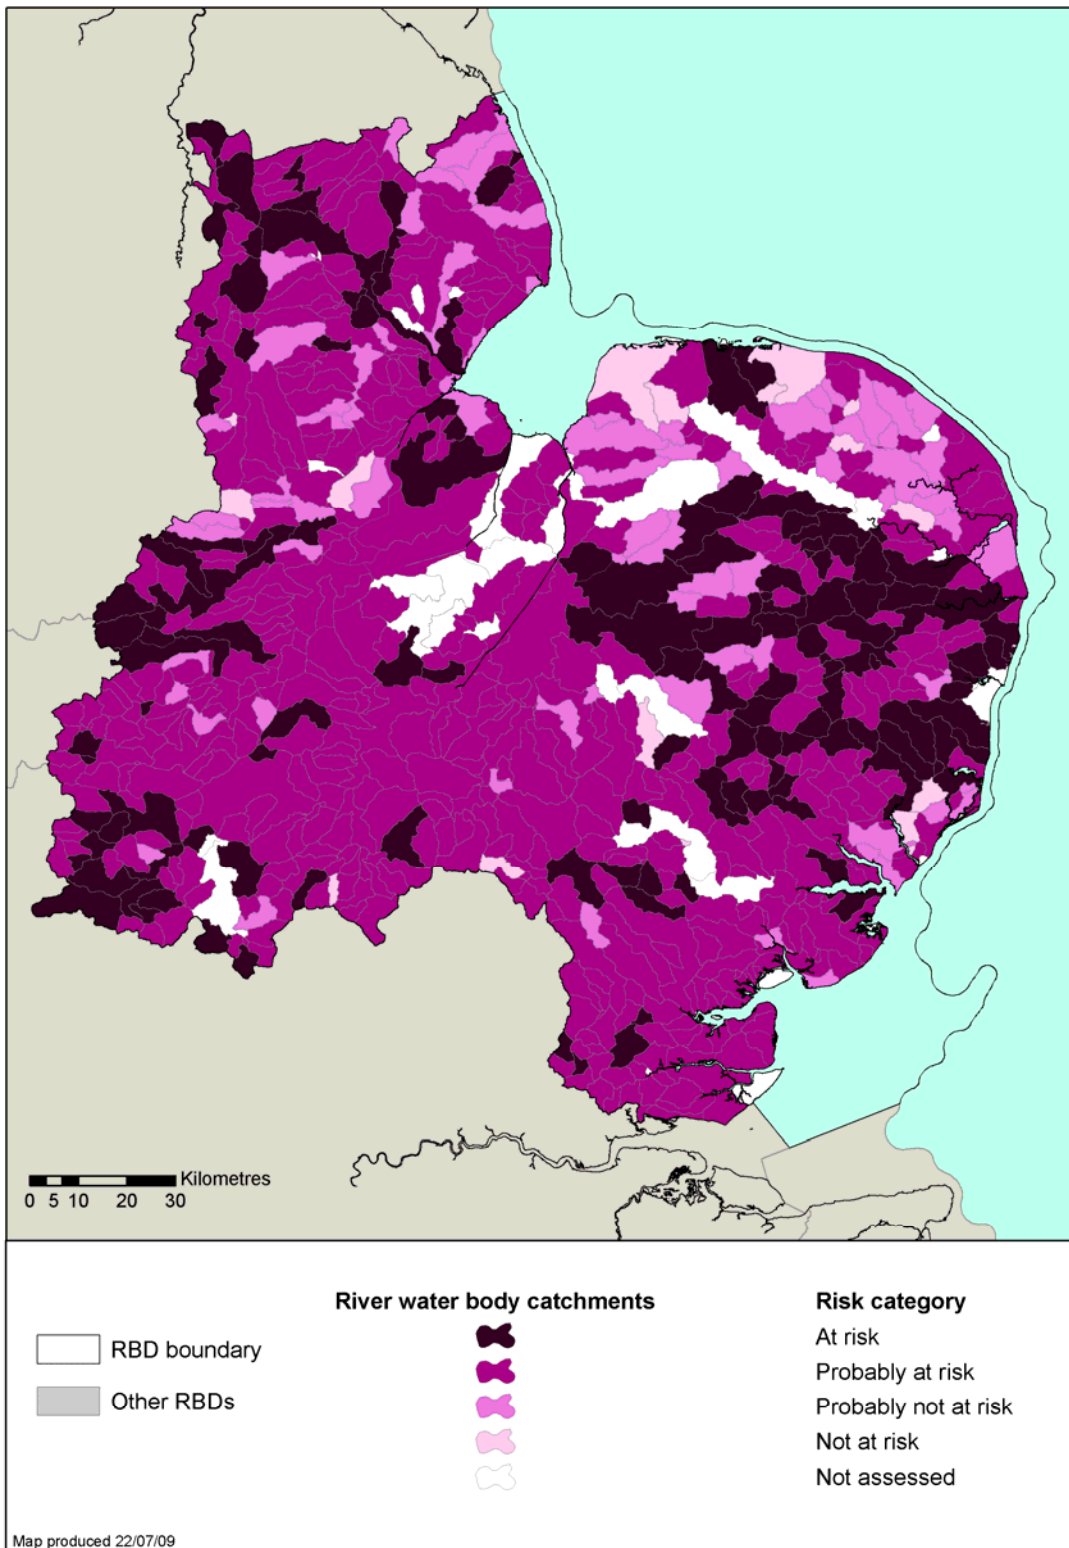 Kilometres
0 5 10 20 30
River water body catchments
Risk category
RBD boundary
Other RBDs
At risk
Probably at risk
Probably not at risk
Not at risk
Not assessed
Map produced 22/07/09